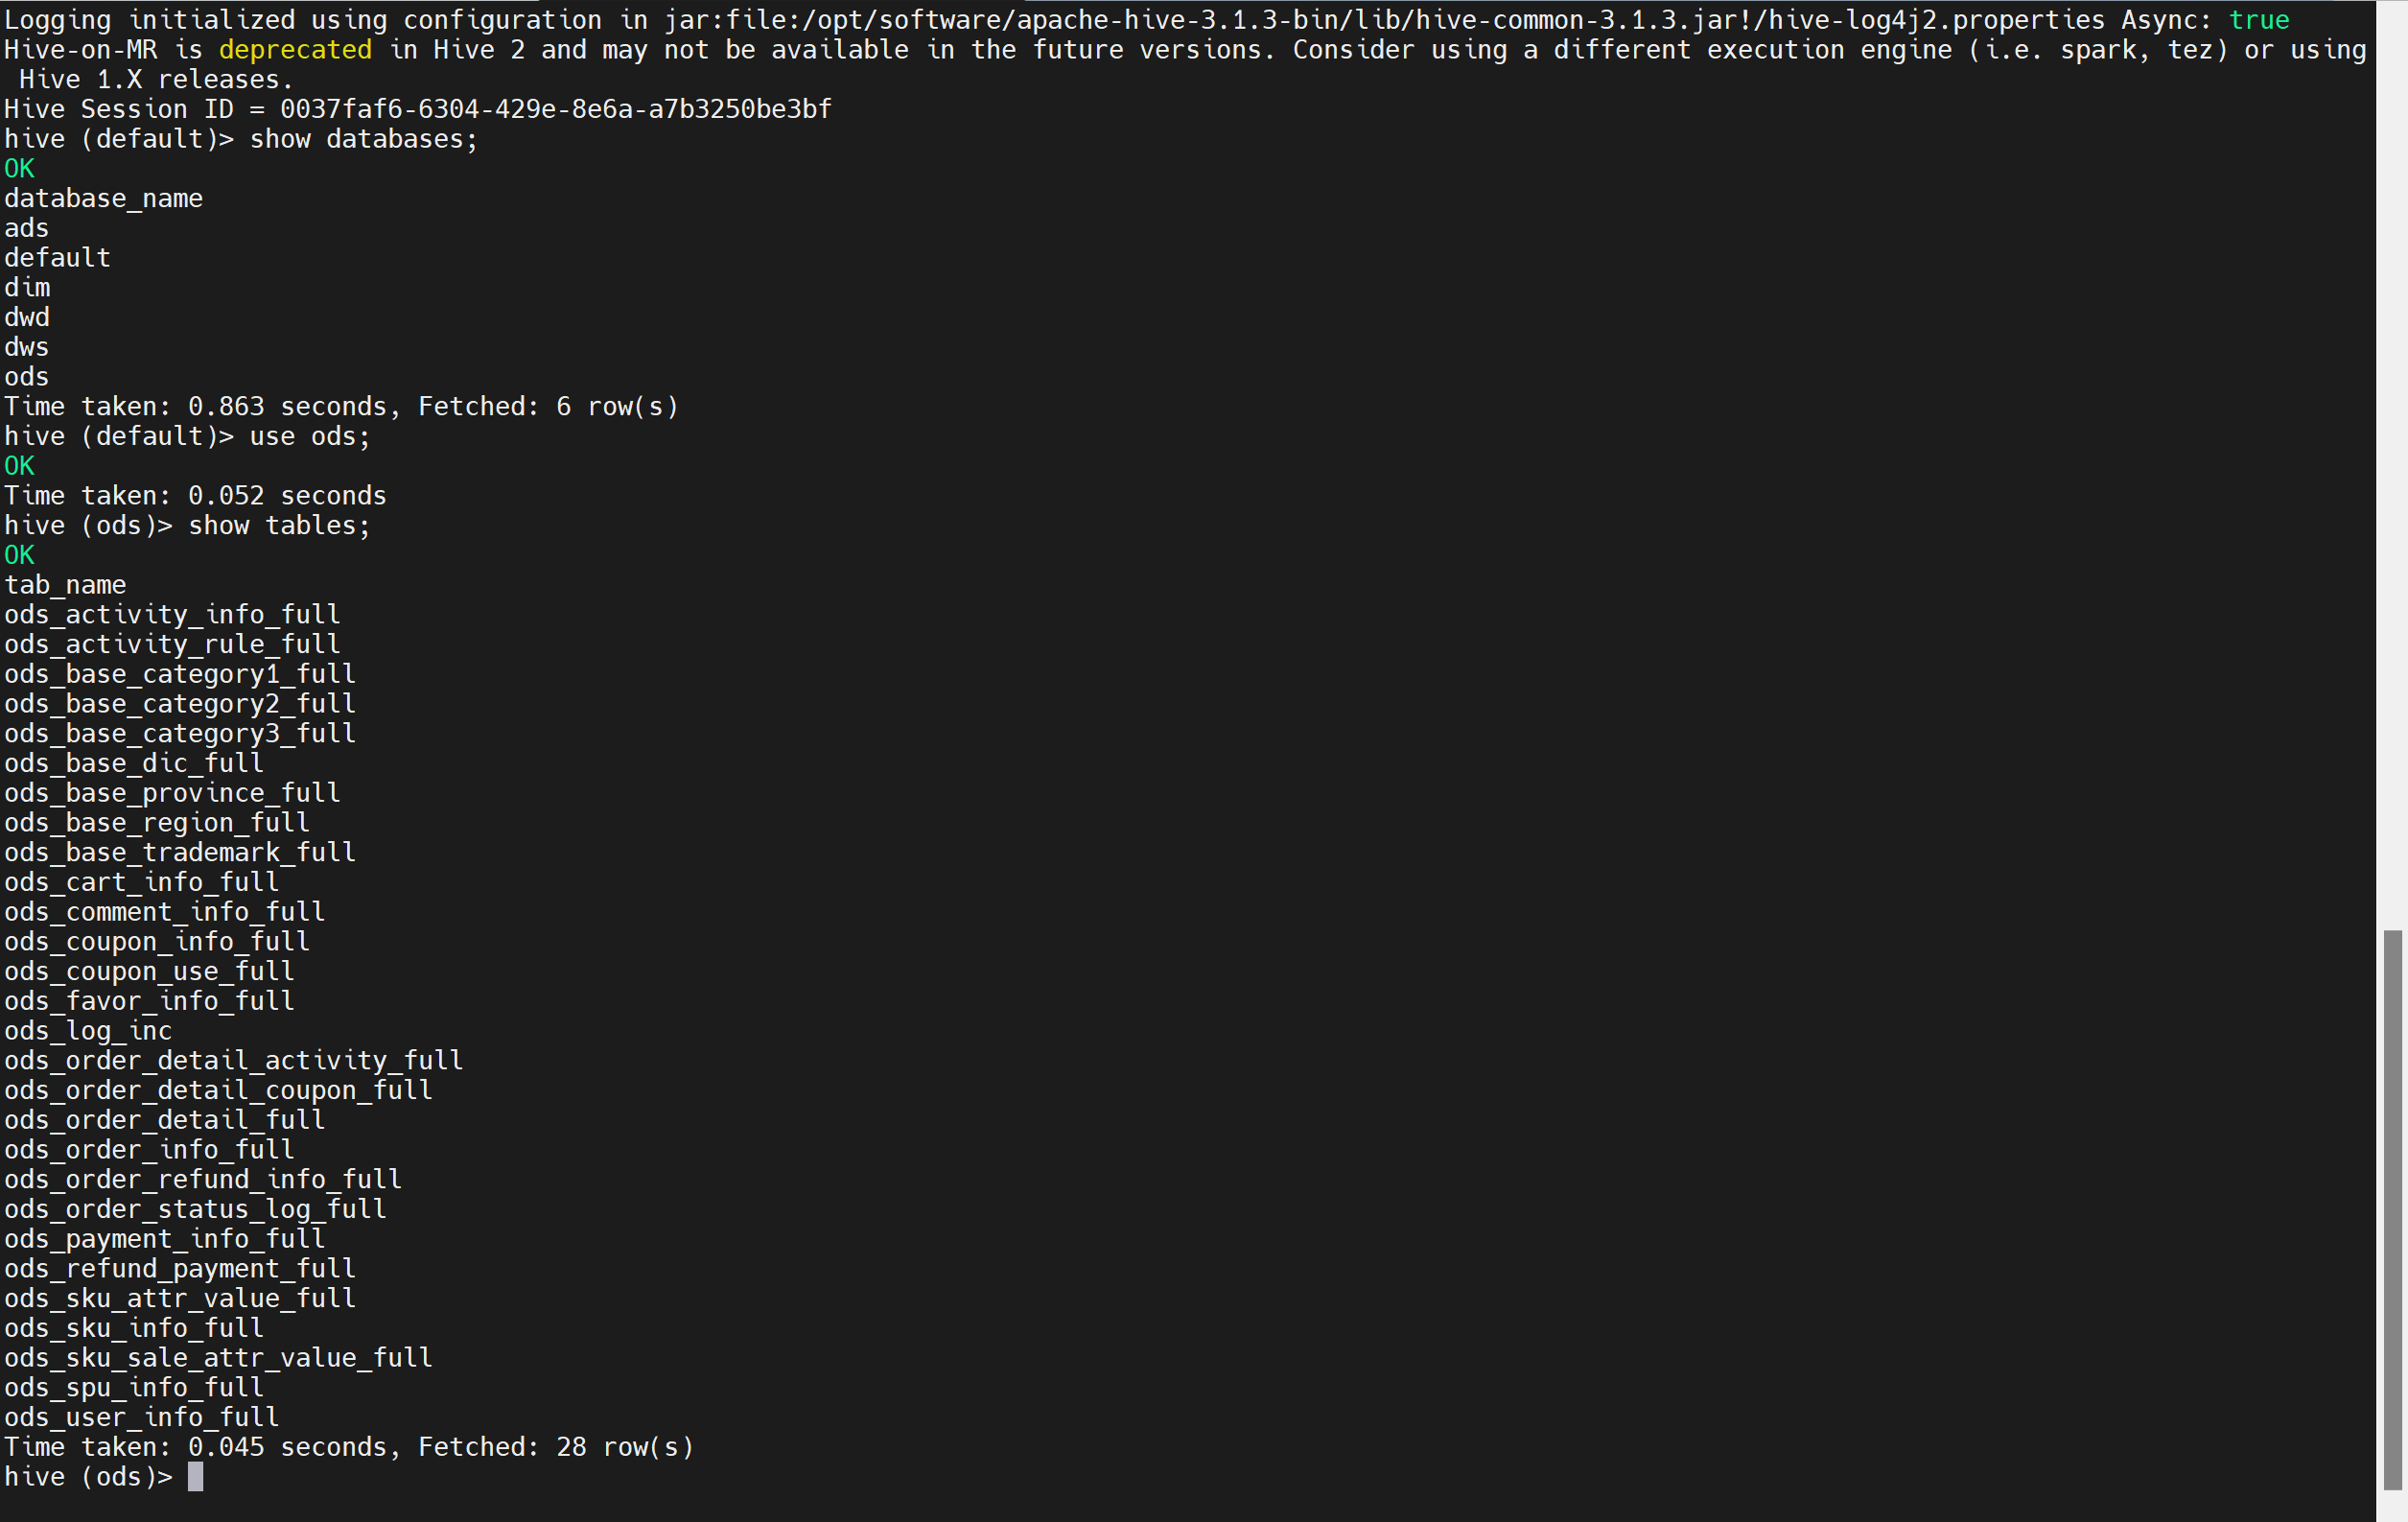 Logging initialized using configuration in jar:file:/opt/software/apache-hive-3.1.3-bin/lib/hive-common-3.1.3.jar!/hive-log4j2.properties Async: true
Hive-on-MR is deprecated in Hive 2 and may not be available in the future versions. Consider using a different execution engine (i.e. spark, tez) or using
 Hive 1.X releases.
Hive Session ID = 0037faf6-6304-429e-8e6a-a7b3250be3bf
hive (default)> show databases;
OK
database_name
ads
default
dim
dwd
dws
ods
Time taken: 0.863 seconds, Fetched: 6 row(s)
hive (default)> use ods;
OK
Time taken: 0.052 seconds
hive (ods)> show tables;
OK
tab_name
ods_activity_info_full
ods_activity_rule_full
ods_base_category1_full
ods_base_category2_full
ods_base_category3_full
ods_base_dic_full
ods_base_province_full
ods_base_region_full
ods_base_trademark_full
ods_cart_info_full
ods_comment_info_full
ods_coupon_info_full
ods_coupon_use_full
ods_favor_info_full
ods_log_inc
ods_order_detail_activity_full
ods_order_detail_coupon_full
ods_order_detail_full
ods_order_info_full
ods_order_refund_info_full
ods_order_status_log_full
ods_payment_info_full
ods_refund_payment_full
ods_sku_attr_value_full
ods_sku_info_full
ods_sku_sale_attr_value_full
ods_spu_info_full
ods_user_info_full
Time taken: 0.045 seconds, Fetched: 28 row(s)
hive (ods)>